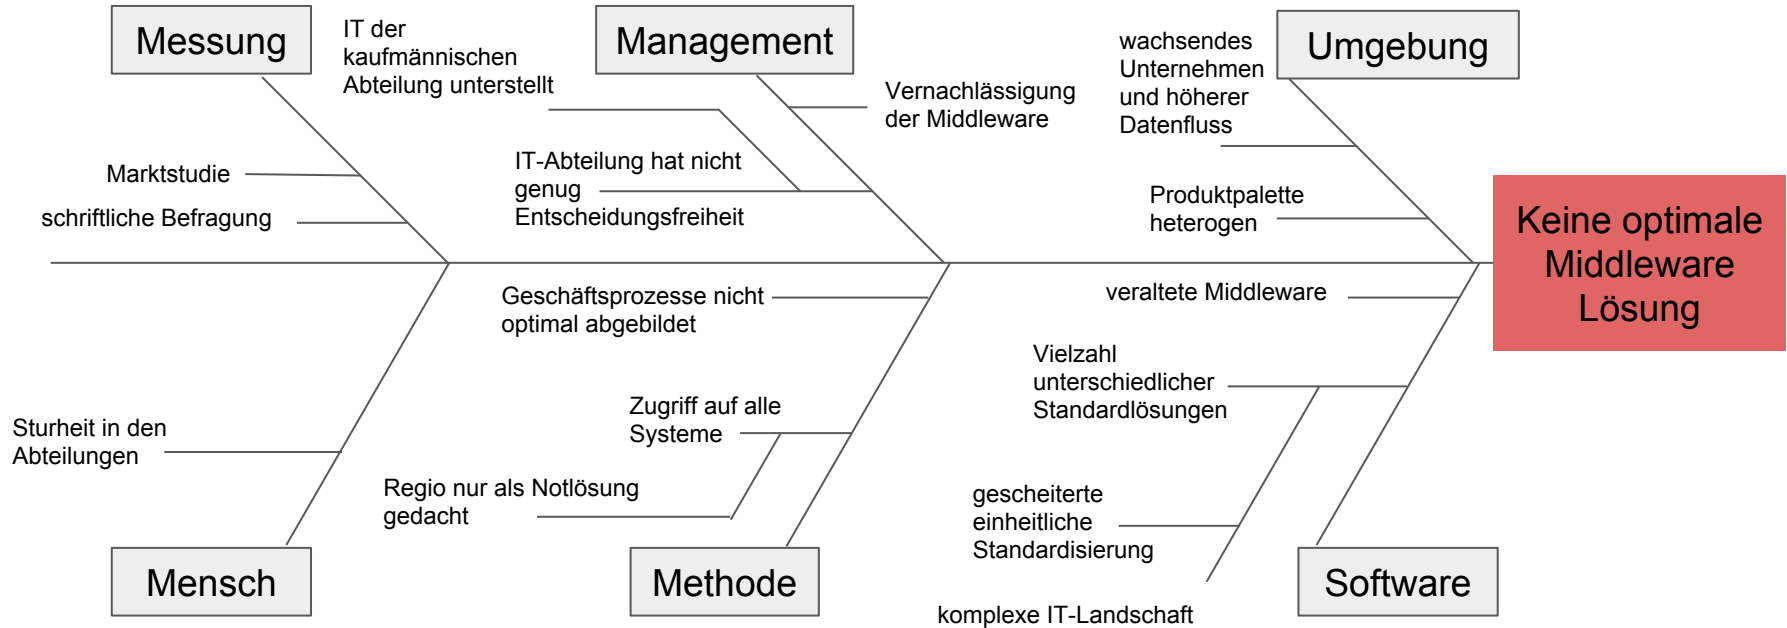 Messung
IT der
kaufmännischen
Abteilung unterstellt
Management
Vernachlässigung
der Middleware
wachsendes
Unternehmen
und höherer
Datenfluss
Umgebung
Marktstudie
schriftliche Befragung
IT-Abteilung hat nicht
genug
Entscheidungsfreiheit
Produktpalette
heterogen
Keine optimale
Middleware
Lösung
Geschäftsprozesse nicht
optimal abgebildet
veraltete Middleware
Vielzahl
unterschiedlicher
Standardlösungen
Sturheit in den
Abteilungen
Zugriff auf alle
Systeme
Regio nur als Notlösung
gedacht
gescheiterte
einheitliche
Standardisierung
komplexe IT-Landschaft
Mensch
Methode
Software